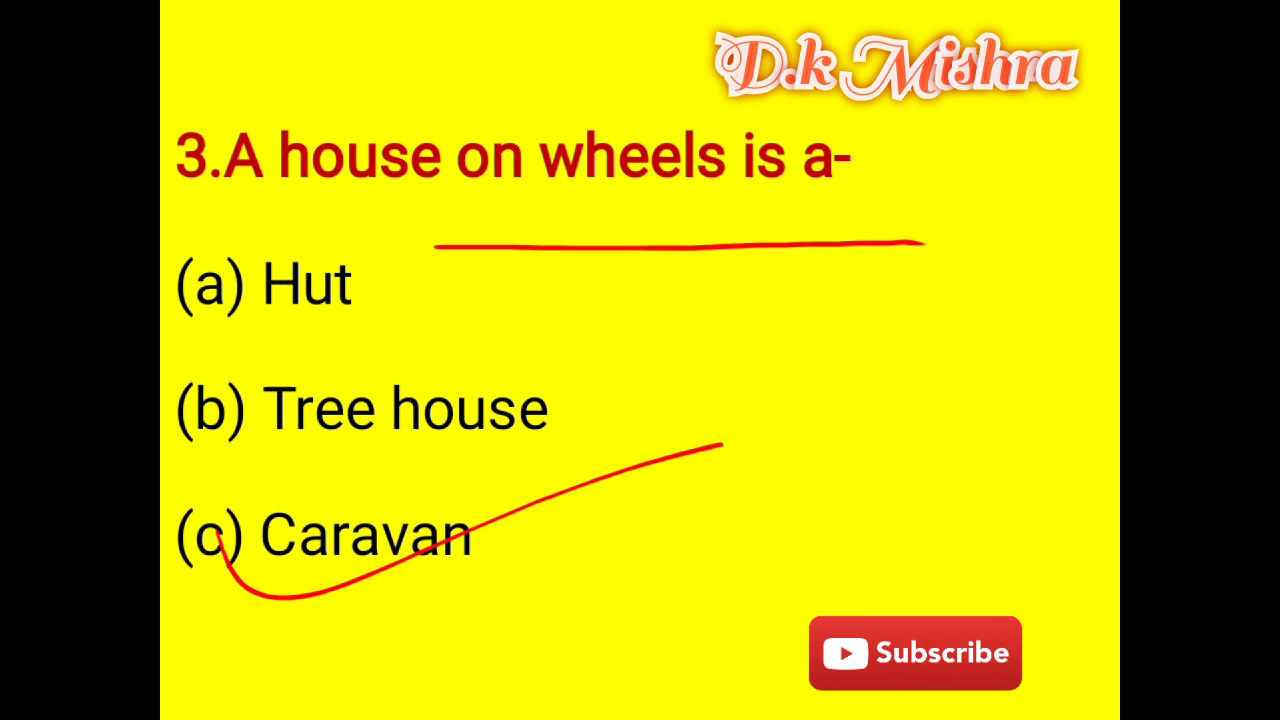 D.k Mishra
3.A house on wheels is a-
(a) Hut
(b) Tree house
(c) Caravan
Subscribe